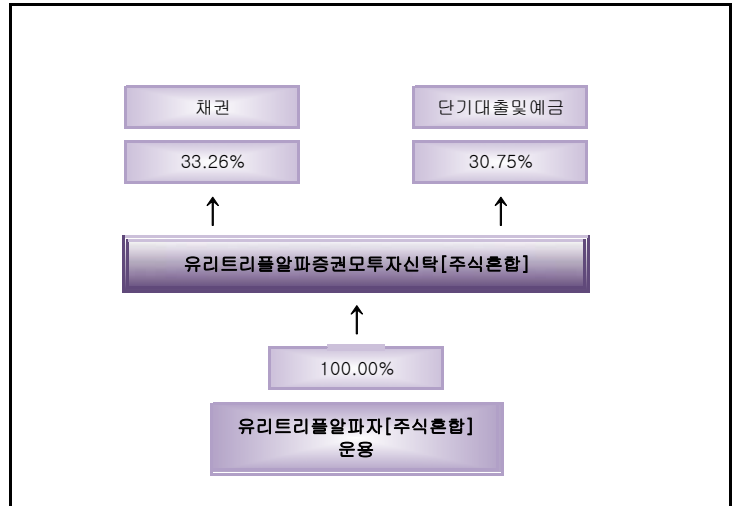 채권
단기대출및예금
33.26%
30.75%
유리트리플알파증권모투자신탁[주식혼합]
100.00%
유리트리플알파자[주식혼합]
운용